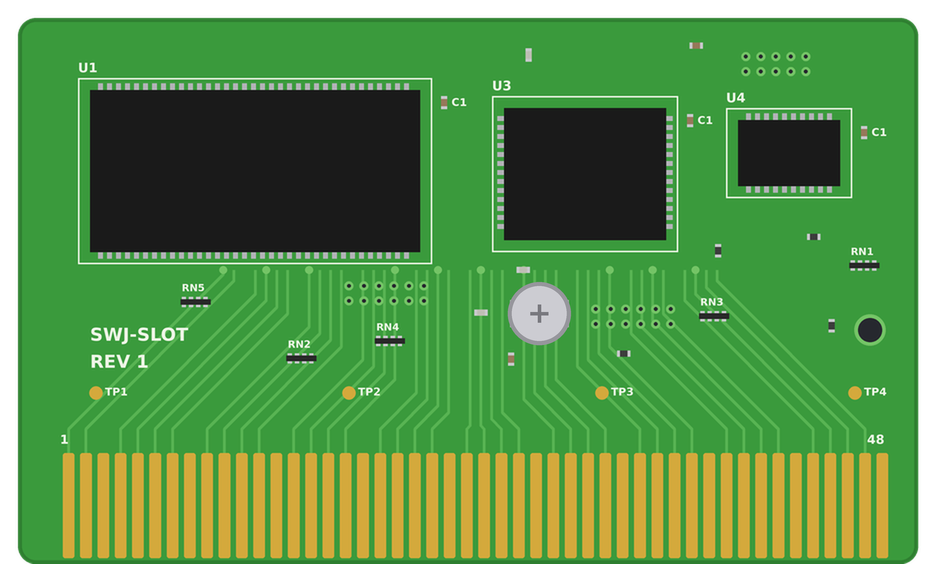 U1
U3
U4
C1
C1
C1
RN1
RN5
RN3
SWJ-SLOT
REV 1
RN4
RN2
TP1
TP2
TP3
TP4
1
48